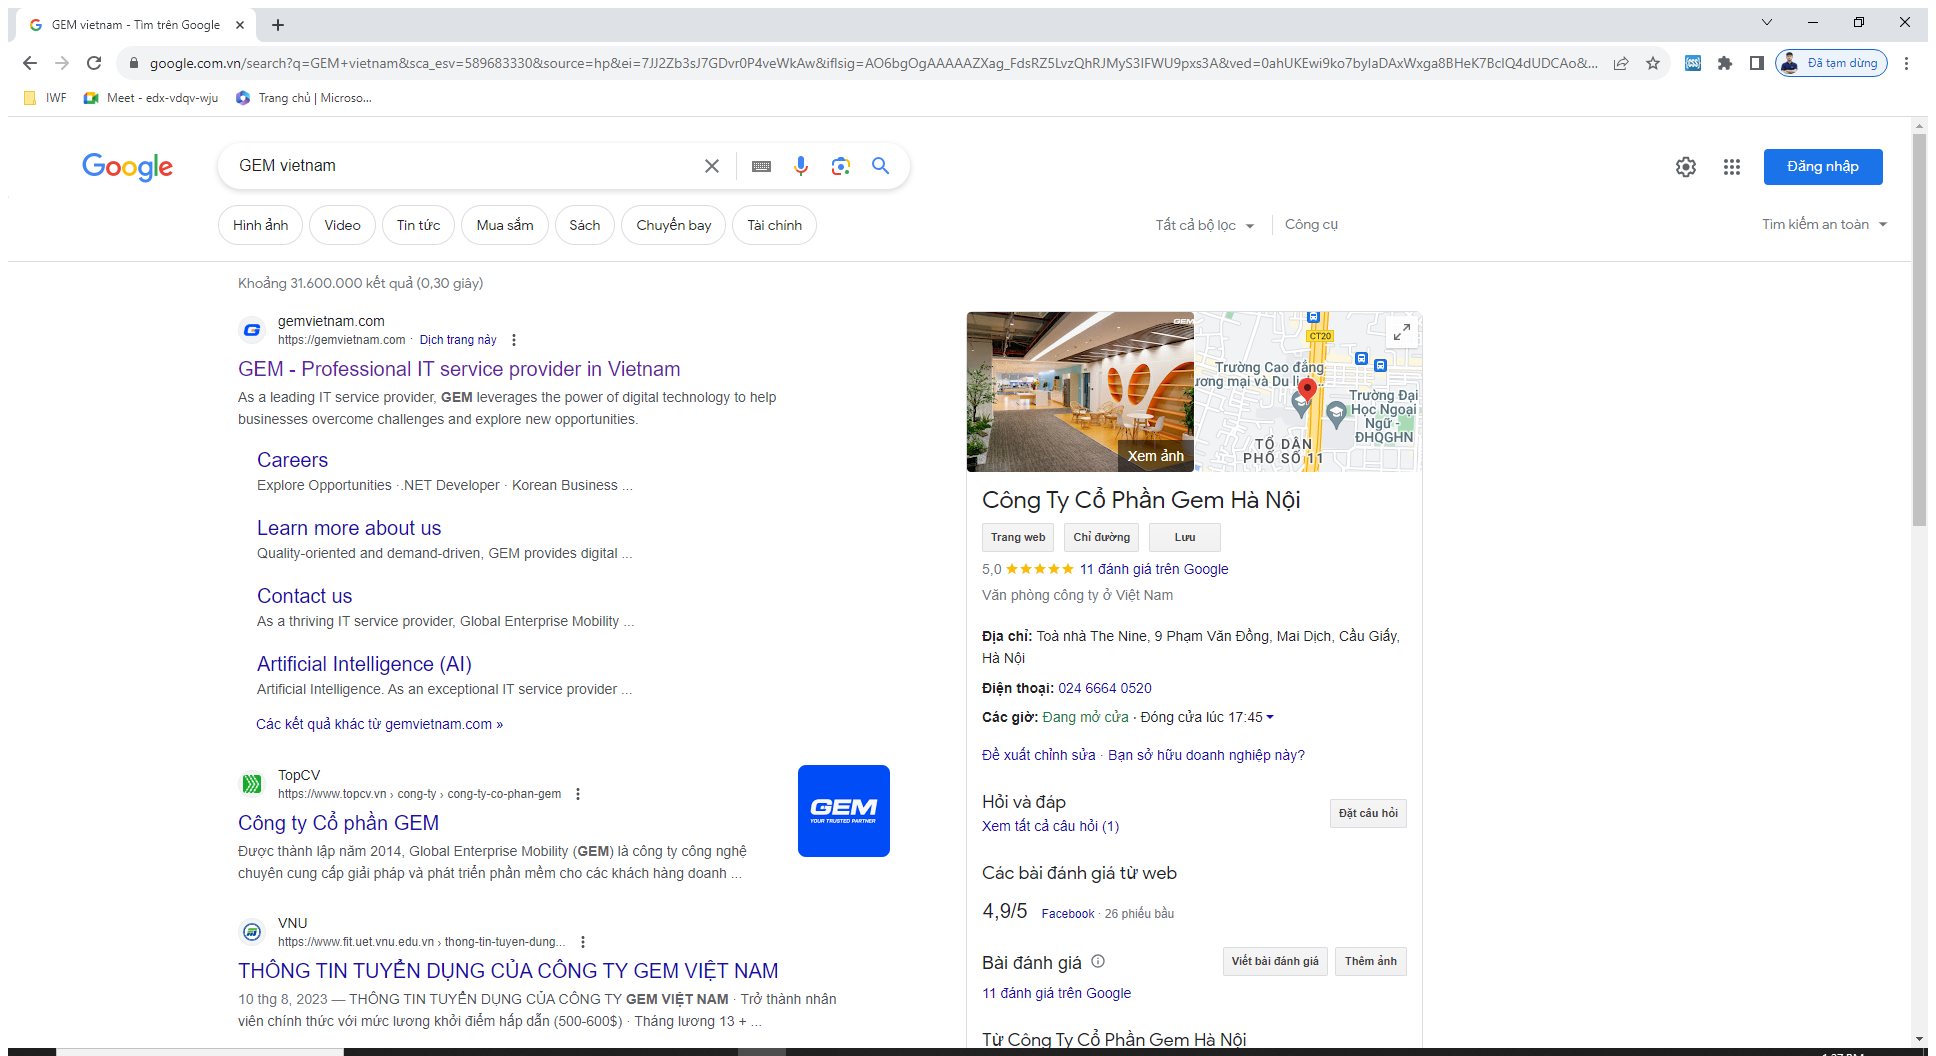 GEM vietnam - Tìm trên Google
google.com.vn/search?q=GEM+vietnam&sca_esv=589683330&source=hp&ei=7JJ2Zb3sJ7GDvr0P4veWkAw&iflsig=AO6bgOgAAAAAZXag_FdsRZ5LvzQhRJMyS3IFWU9pxs3A&ved=0ahUKEwi9ko7bylaDAxWxga8BHeK7BcIQ4dUDCAo&...
Đã tạm dừng
IWF
Meet - edx-vdqv-wju
Trang chủ | Microso...
Google
GEM vietnam
Đăng nhập
Hình ảnh
Video
Tin tức
Mua sắm
Sách
Chuyến bay
Tài chính
Tất cả bộ lọc
Công cụ
Tìm kiếm an toàn
Khoảng 31.600.000 kết quả (0,30 giây)
gemvietnam.com
https://gemvietnam.com · Dịch trang này
GEM - Professional IT service provider in Vietnam
As a leading IT service provider, GEM leverages the power of digital technology to help
businesses overcome challenges and explore new opportunities.
Careers
Explore Opportunities · .NET Developer · Korean Business ...
Learn more about us
Quality-oriented and demand-driven, GEM provides digital ...
Contact us
As a thriving IT service provider, Global Enterprise Mobility ...
Artificial Intelligence (AI)
Artificial Intelligence. As an exceptional IT service provider ...
Các kết quả khác từ gemvietnam.com »
TopCV
https://www.topcv.vn › cong-ty › cong-ty-co-phan-gem
Công ty Cổ phần GEM
Được thành lập năm 2014, Global Enterprise Mobility (GEM) là công ty công nghệ
chuyên cung cấp giải pháp và phát triển phần mềm cho các khách hàng doanh ...
GEM
YOUR TRUSTED PARTNER
VNU
https://www.fit.uet.vnu.edu.vn › thong-tin-tuyen-dung...
THÔNG TIN TUYỂN DỤNG CỦA CÔNG TY GEM VIỆT NAM
10 thg 8, 2023 — THÔNG TIN TUYỂN DỤNG CỦA CÔNG TY GEM VIỆT NAM · Trở thành nhân
viên chính thức với mức lương khởi điểm hấp dẫn (500-600$) · Tháng lương 13 + ...
GEM
Xem ảnh
CT20
Trường Cao đẳng
ương mại và Du lịch...
Trường Đại
Học Ngoại
Ngữ -
ĐHQGHN
TỔ DÂN
PHỐ SỐ 11
Công Ty Cổ Phần Gem Hà Nội
Trang web
Chỉ đường
Lưu
5,0 11 đánh giá trên Google
Văn phòng công ty ở Việt Nam
Địa chỉ: Toà nhà The Nine, 9 Phạm Văn Đồng, Mai Dịch, Cầu Giấy,
Hà Nội
Điện thoại: 024 6664 0520
Các giờ: Đang mở cửa · Đóng cửa lúc 17:45
Đề xuất chỉnh sửa · Bạn sở hữu doanh nghiệp này?
Hỏi và đáp
Xem tất cả câu hỏi (1)
Đặt câu hỏi
Các bài đánh giá từ web
4,9/5 Facebook · 26 phiếu bầu
Bài đánh giá
Viết bài đánh giá
Thêm ảnh
11 đánh giá trên Google
Từ Công Ty Cổ Phần Gem Hà Nội